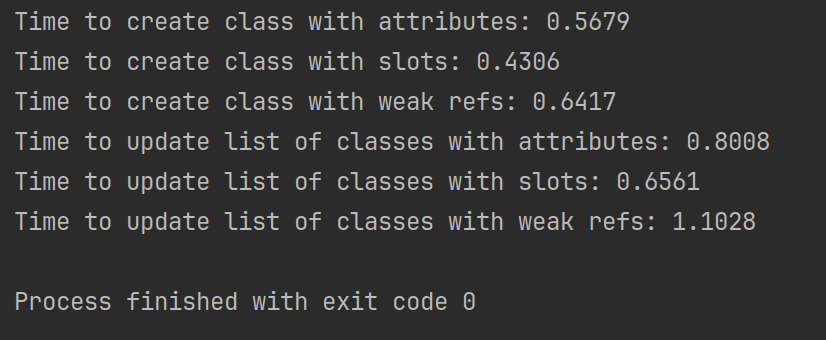 Time to create class with attributes: 0.5679
Time to create class with slots: 0.4306
Time to create class with weak refs: 0.6417
Time to update list of classes with attributes: 0.8008
Time to update list of classes with slots: 0.6561
Time to update list of classes with weak refs: 1.1028
Process finished with exit code 0